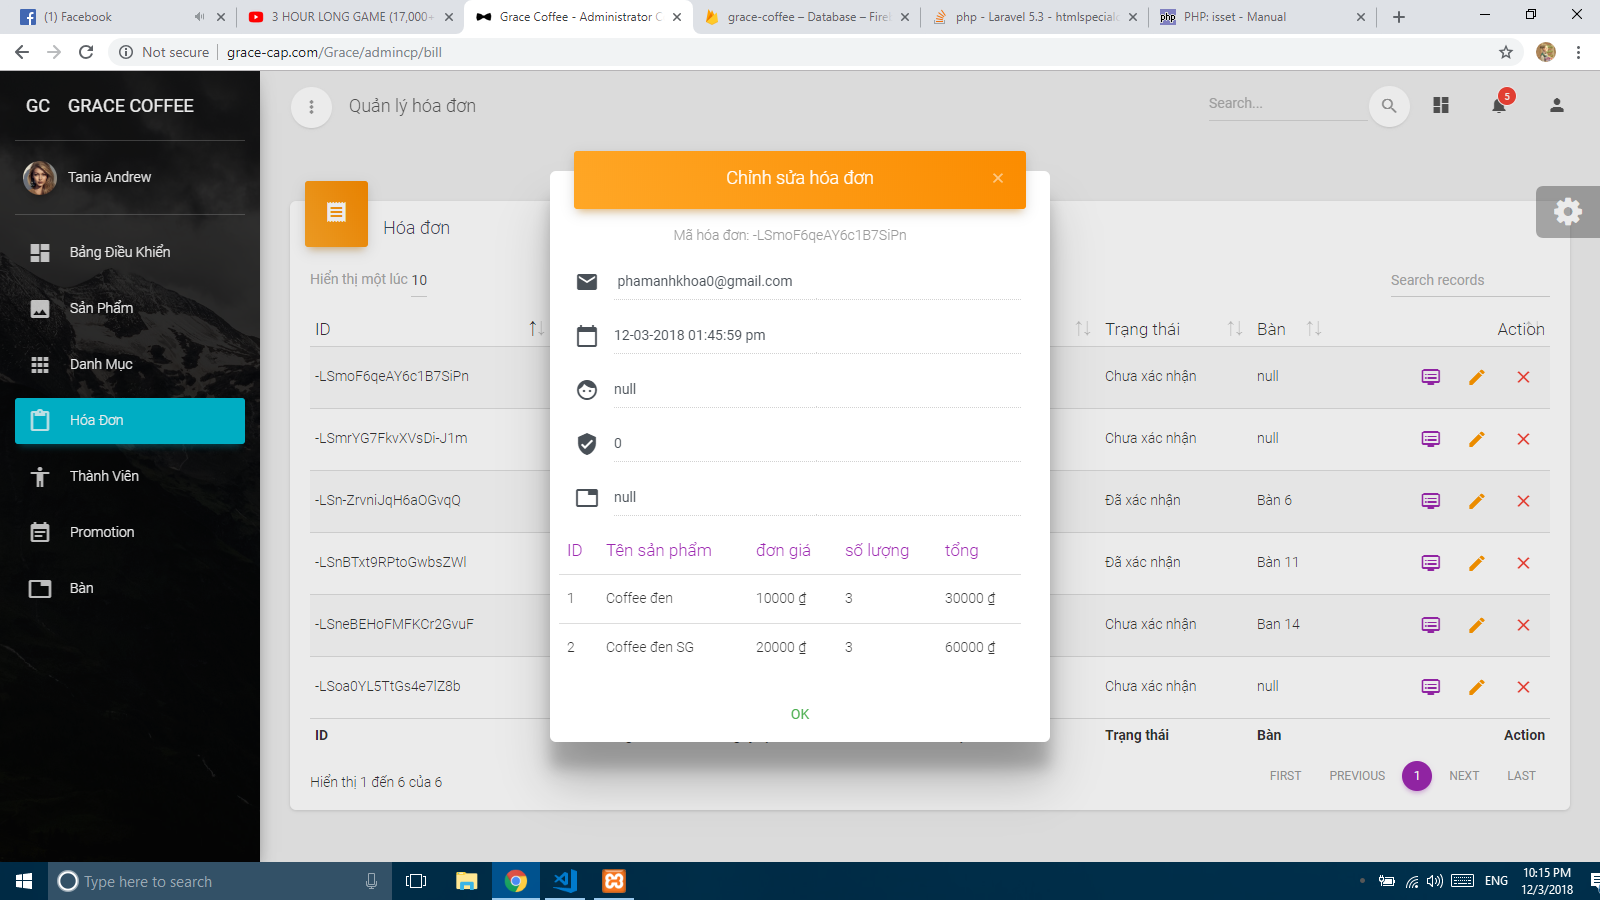 (1) Facebook
3 HOUR LONG GAME (17,000+
Grace Coffee - Administrator C
grace-coffee – Database – Fire
php - Laravel 5.3 - htmlspecial
PHP: isset - Manual
Not secure
grace-cap.com/Grace/admincp/bill
GC GRACE COFFEE
Tania Andrew
Bảng Điều Khiển
Sản Phẩm
Danh Mục
Hóa Đơn
Thành Viên
Promotion
Bàn
Quản lý hóa đơn
Search...
5
Hóa đơn
Hiển thị một lúc 10
Search records
ID Trạng thái Bàn Action
-LSmoF6qeAY6c1B7SiPn Chưa xác nhận null
-LSmrYG7FkvXVsDi-J1m Chưa xác nhận null
-LSn-ZrvniJqH6aOGvqQ Đã xác nhận Bàn 6
-LSnBTxt9RPtoGwbsZWl Đã xác nhận Bàn 11
-LSneBEHoFMFKCr2GvuF Chưa xác nhận Ban 14
-LSoa0YL5TtGs4e7lZ8b Chưa xác nhận null
ID Trạng thái Bàn Action
Hiển thị 1 đến 6 của 6
FIRST PREVIOUS 1 NEXT LAST
Chỉnh sửa hóa đơn
Mã hóa đơn: -LSmoF6qeAY6c1B7SiPn
phamanhkhoa0@gmail.com
12-03-2018 01:45:59 pm
null
0
null
ID Tên sản phẩm đơn giá số lượng tổng
1 Coffee đen 10000 ₫ 3 30000 ₫
2 Coffee đen SG 20000 ₫ 3 60000 ₫
OK
Type here to search
ENG
10:15 PM
12/3/2018